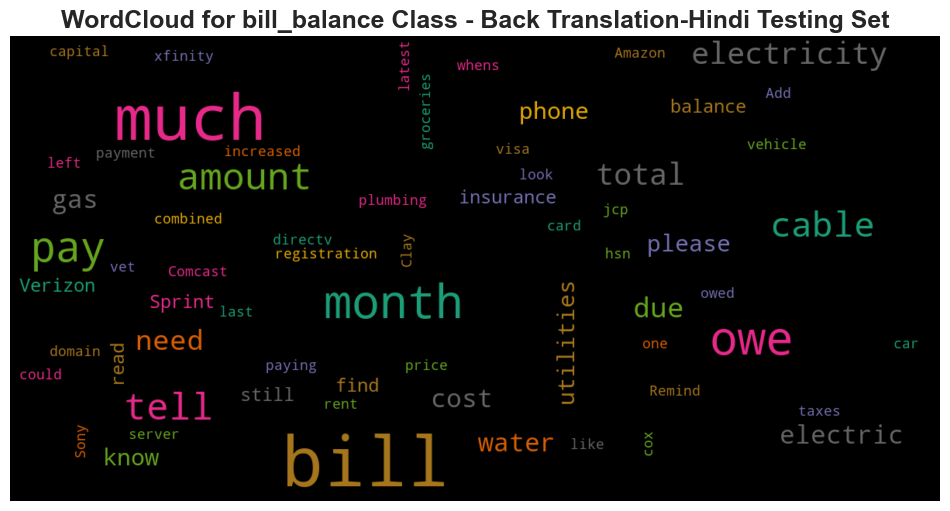 WordCloud for bill_balance Class - Back Translation-Hindi Testing Set
capital
xfinity
latest
whens
Amazon
electricity
much
groceries
phone
balance
Add
payment
increased
visa
vehicle
left
amount
look
total
gas
plumbing
insurance
jcp
combined
card
cable
pay
directv
registration
Clay
hsn
please
vet
Comcast
Verizon
Sprint
last
month
utilities
due
owed
need
owe
one
car
domain
read
could
paying
price
find
still
rent
cost
Remind
tell
taxes
Sony
server
know
bill
water
like
cox
electric